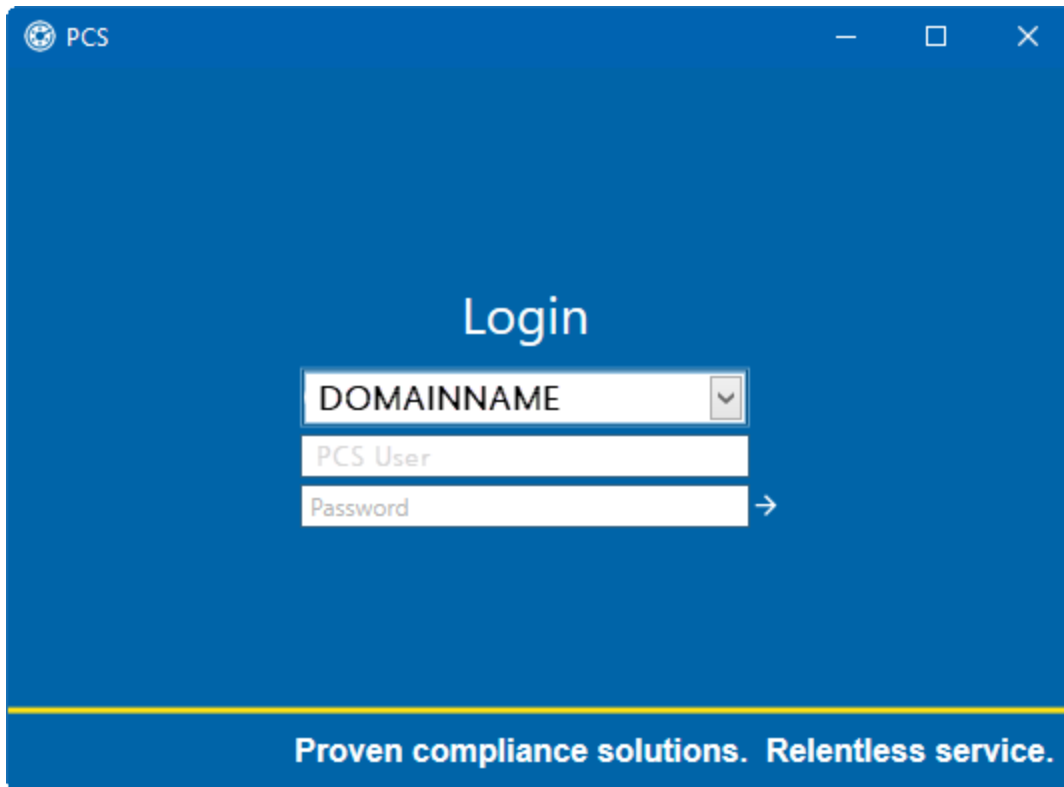 PCS
Login
DOMAINNAME
PCS User
Password
Proven compliance solutions.  Relentless service.